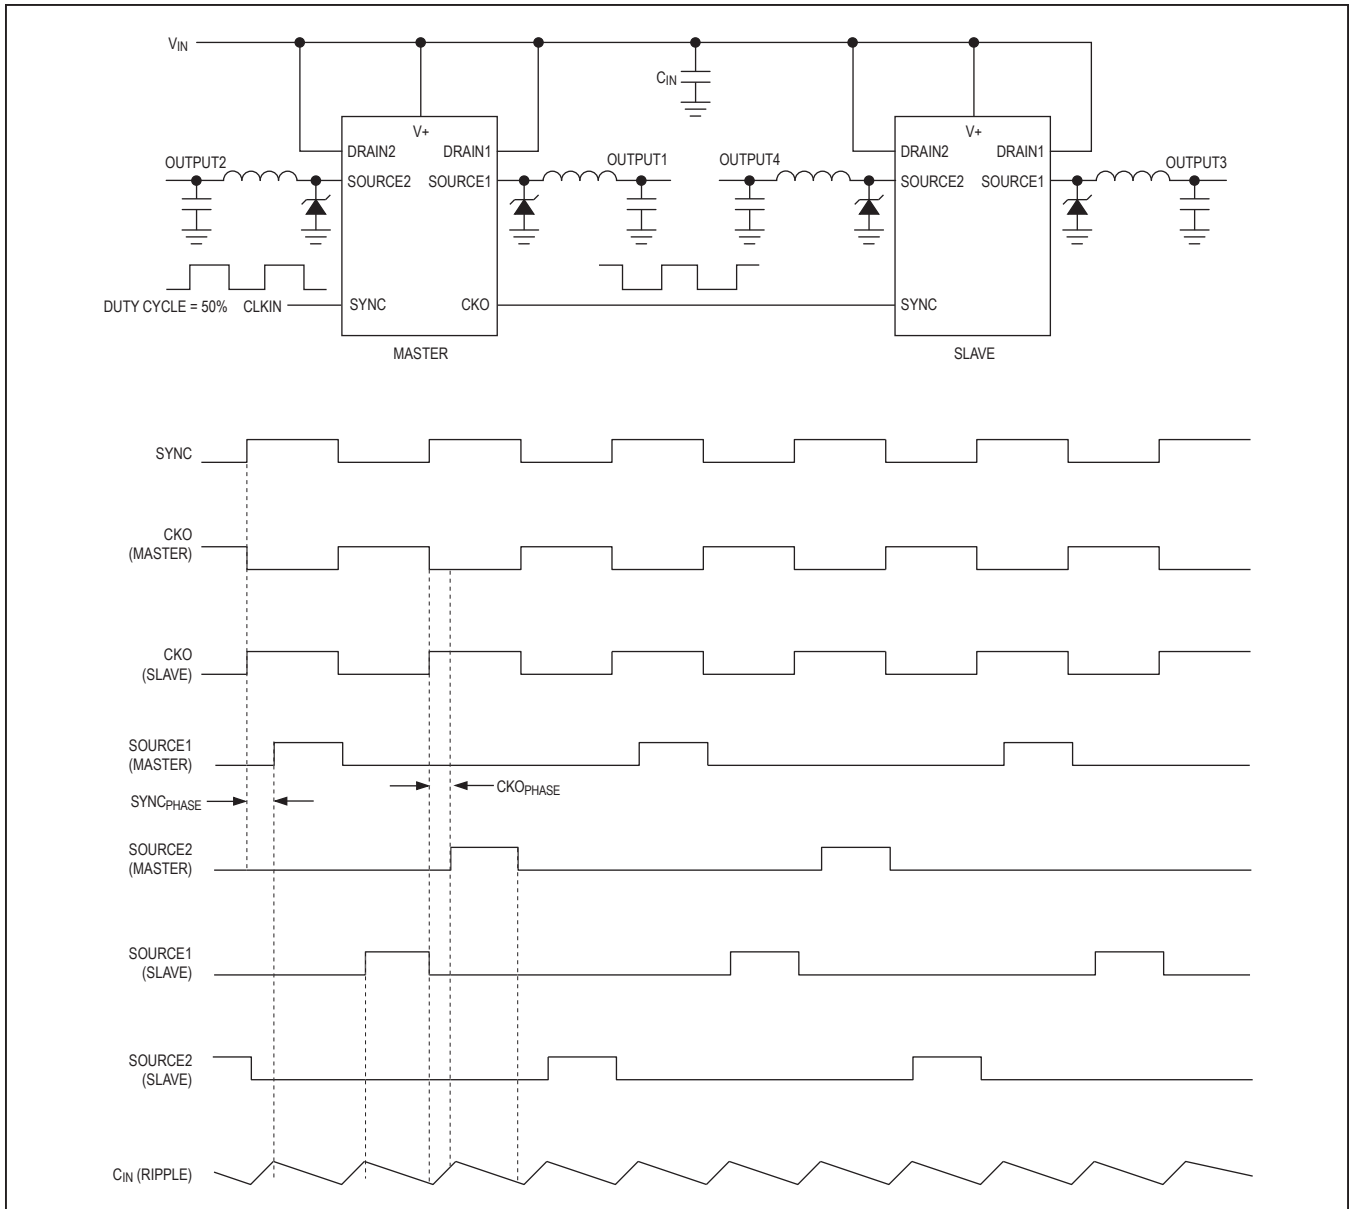 VIN
CIN
V+
V+
DRAIN2
DRAIN1
DRAIN2
DRAIN1
OUTPUT2
OUTPUT1
OUTPUT4
OUTPUT3
SOURCE2
SOURCE1
SOURCE2
SOURCE1
DUTY CYCLE = 50%
CLKIN
SYNC
CKO
SYNC
MASTER
SLAVE
SYNC
CKO
(MASTER)
CKO
(SLAVE)
SOURCE1
(MASTER)
CKOPHASE
SYNCPHASE
SOURCE2
(MASTER)
SOURCE1
(SLAVE)
SOURCE2
(SLAVE)
CIN (RIPPLE)